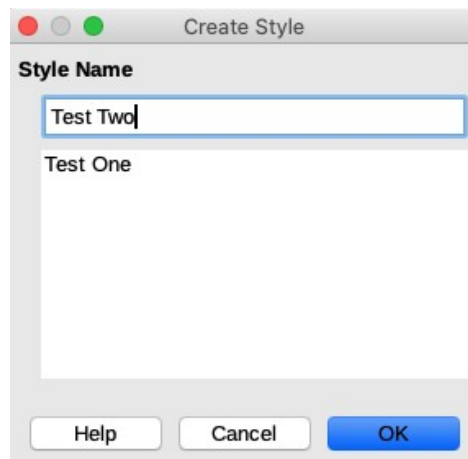 Create Style
Style Name
Test Two
Test One
Help Cancel OK